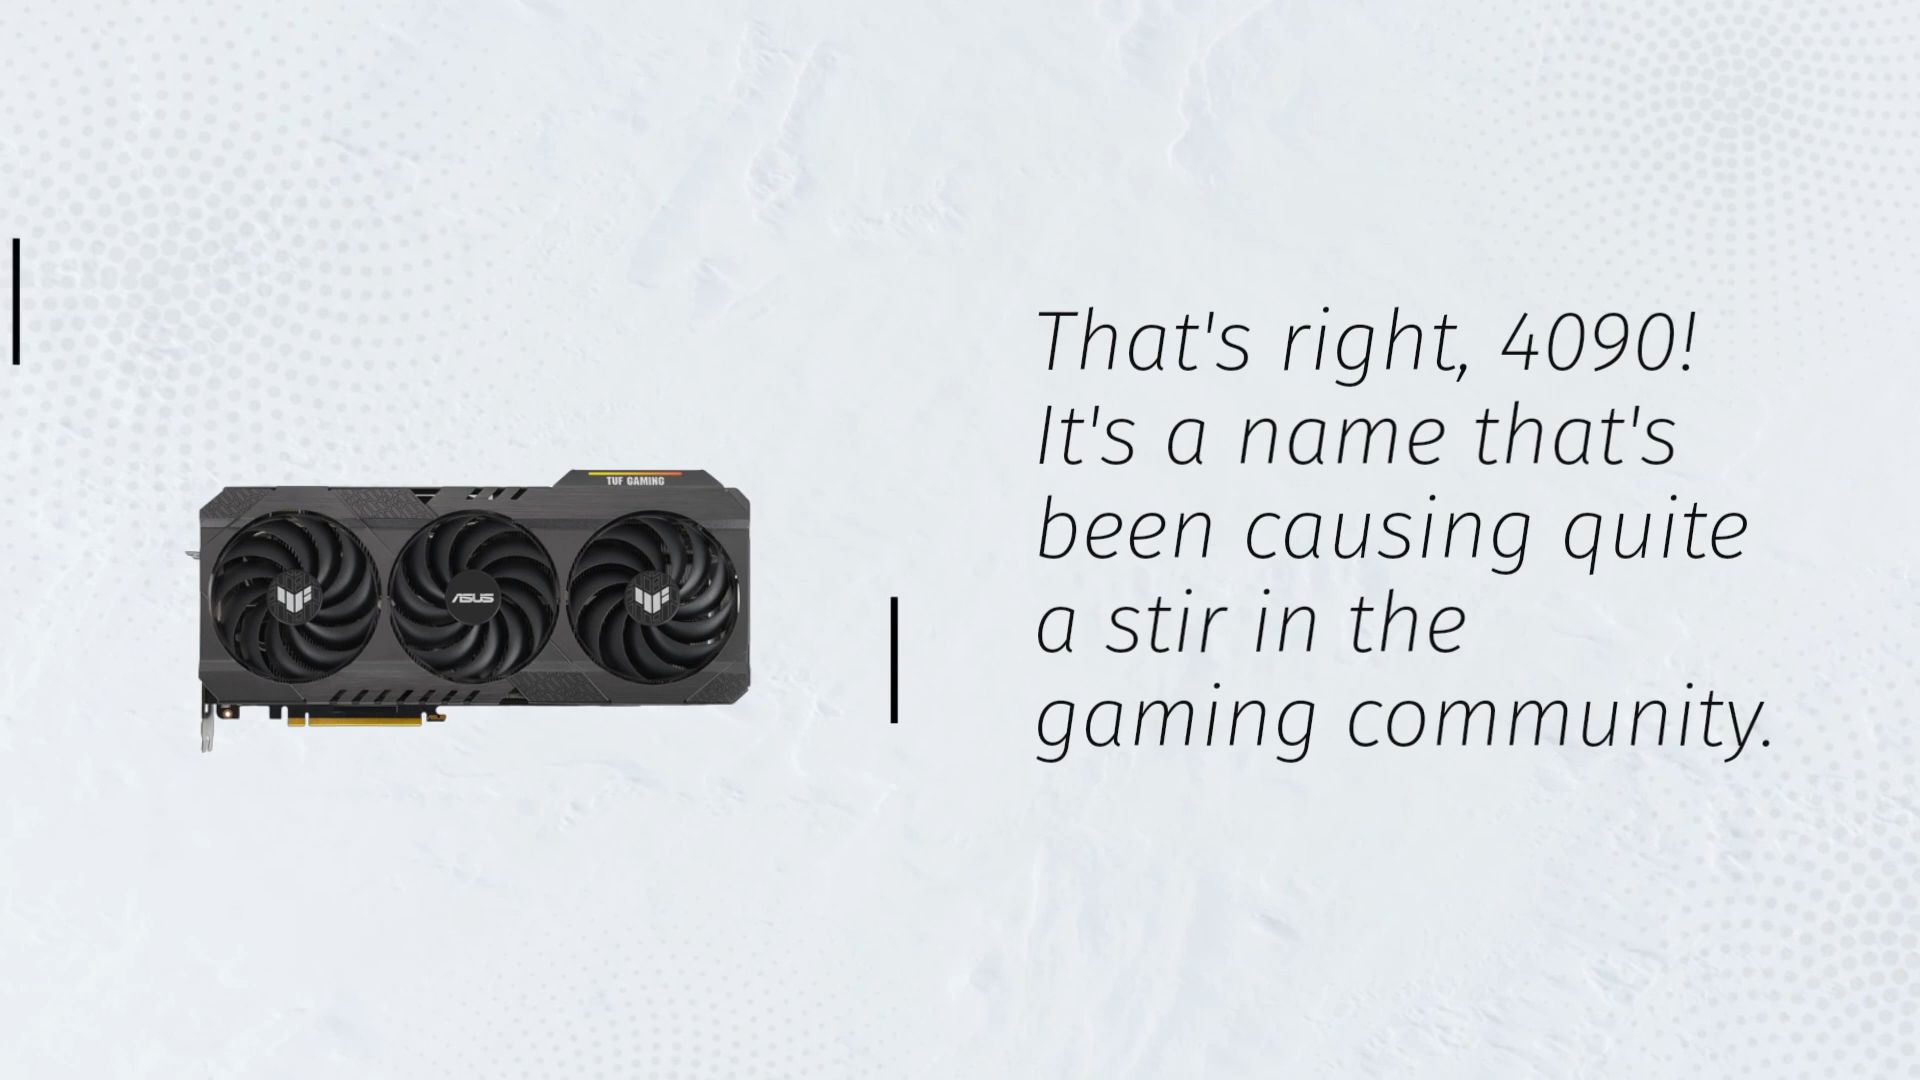 TUF GAMING
ASUS
That's right, 4090!
It's a name that's
been causing quite
a stir in the
gaming community.